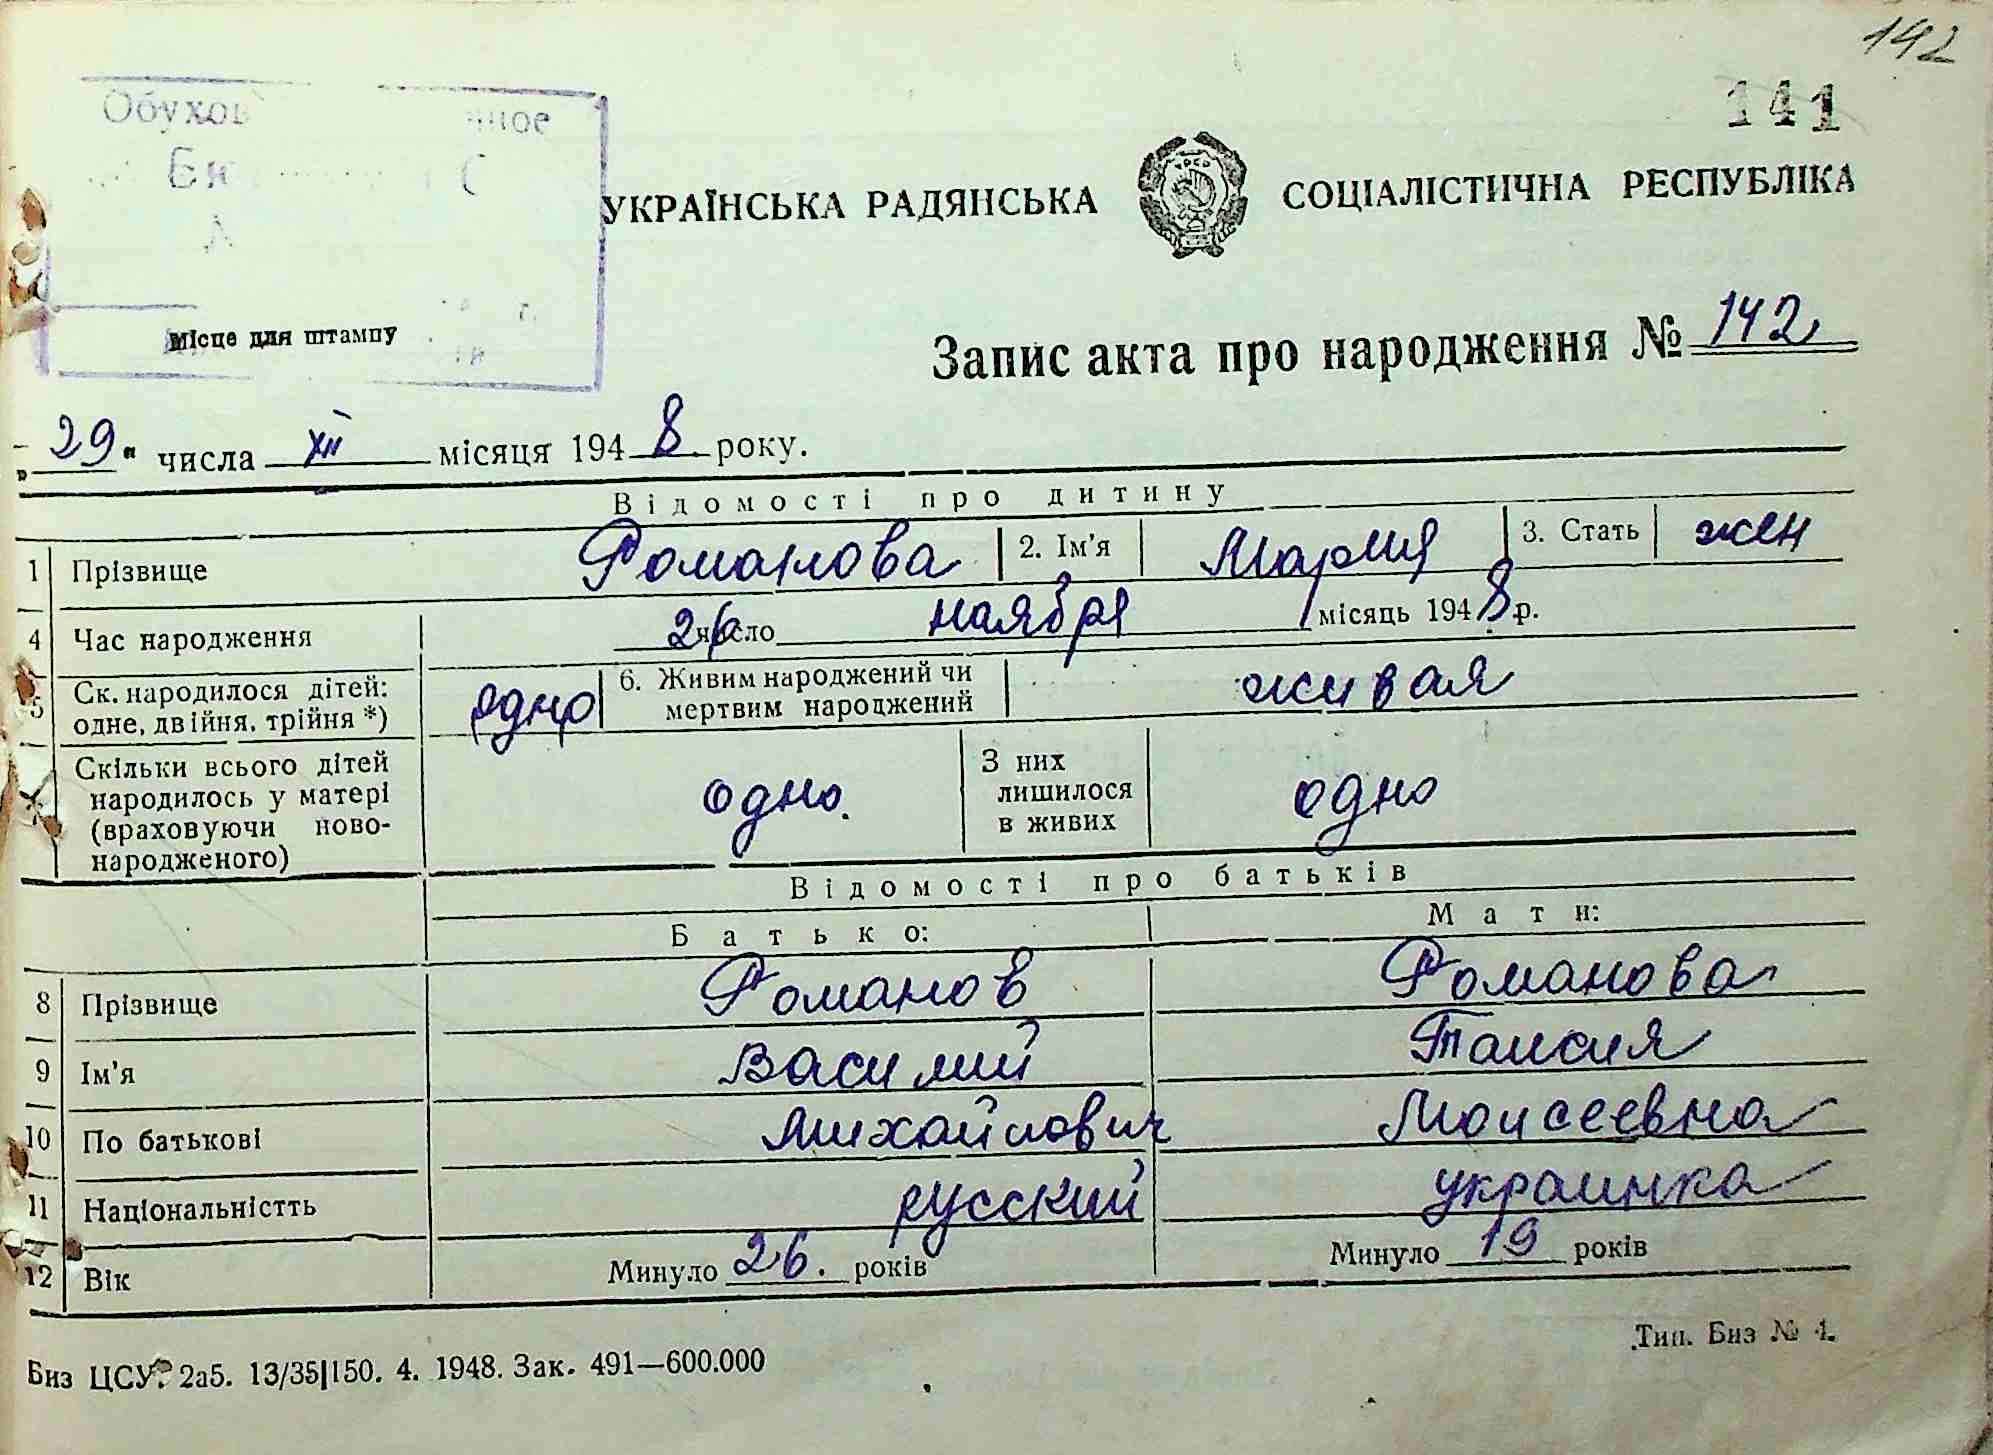 142
141
Обухов нное
УКРАЇНСЬКА РАДЯНСЬКА СОЦІАЛІСТИЧНА РЕСПУБЛІКА
Місце для штампу
Запис акта про народження № 142
„29“ числа XII місяця 1948 року.
Відомості про дитину
1 Прізвище Романова 2. Ім'я Мария 3. Стать жен
4 Час народження 26 число ноября місяць 1948 р.
5 Ск. народилося дітей: одне, двійня, трійня *) одно 6. Живим народжений чи мертвим народжений живая
Скільки всього дітей народилось у матері (враховуючи ново-народженого) одно. З них лишилося в живих одно
Відомості про батьків
Батько: Мати:
8 Прізвище Романов Романова
9 Ім'я Василий Таисия
10 По батькові Михайлович Моисеевна
11 Національністть русский украинка
12 Вік Минуло 26. років Минуло 19 років
Биз ЦСУ. 2а5. 13/35|150. 4. 1948. Зак. 491—600.000
Тип. Биз № 4.